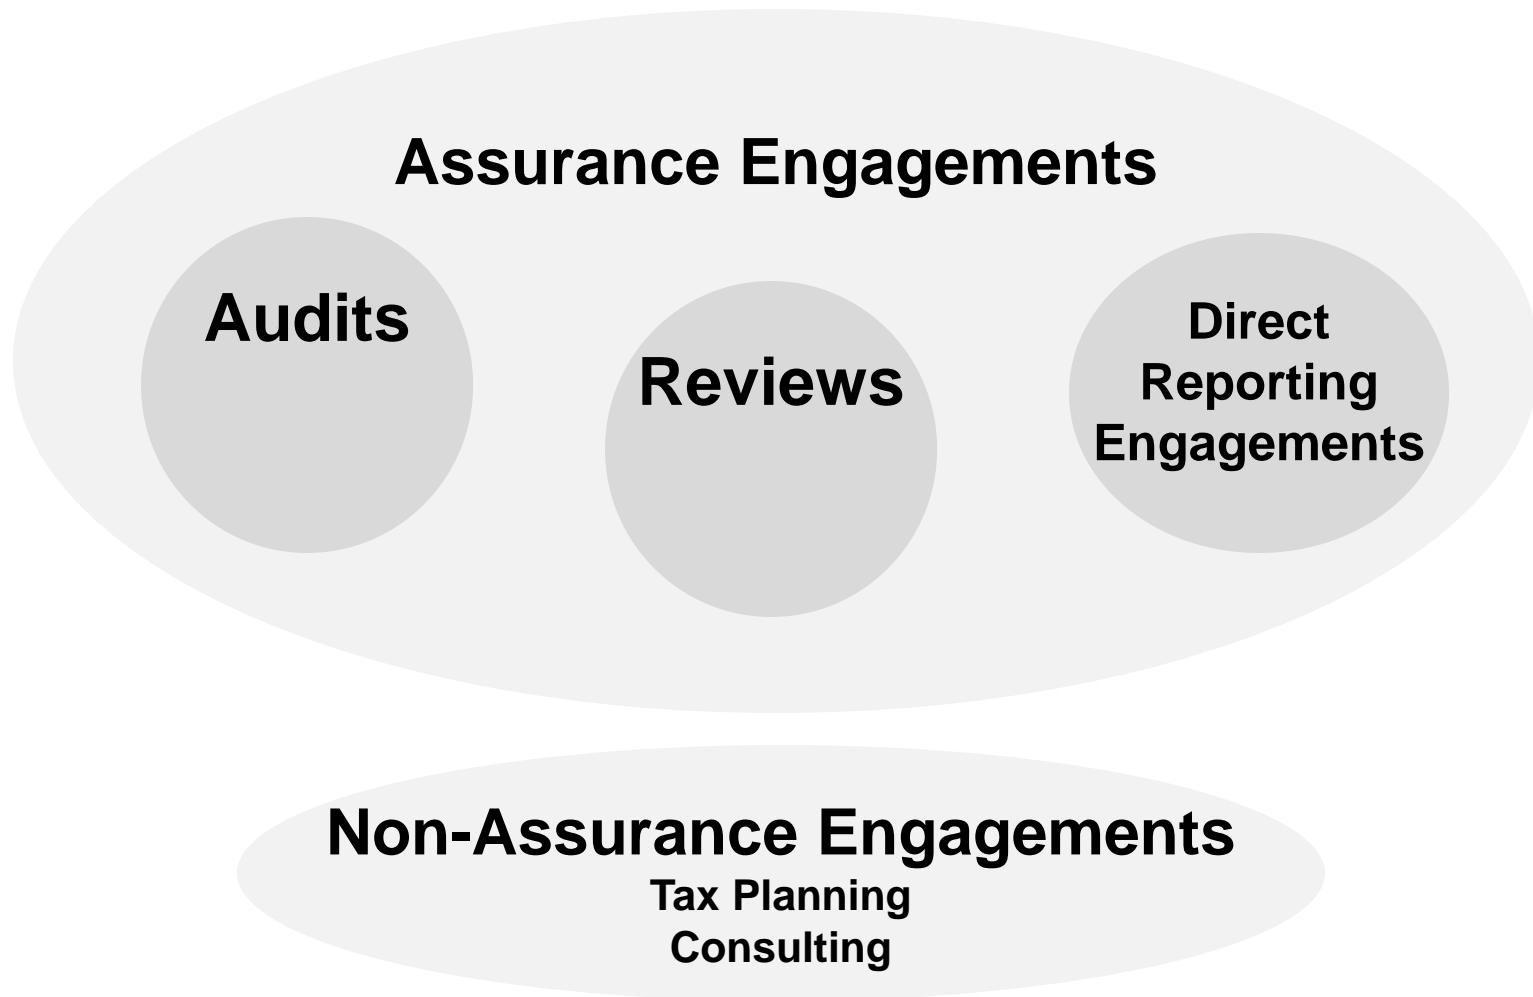 Assurance Engagements
Audits
Reviews
Direct
Reporting
Engagements
Non-Assurance Engagements
Tax Planning
Consulting